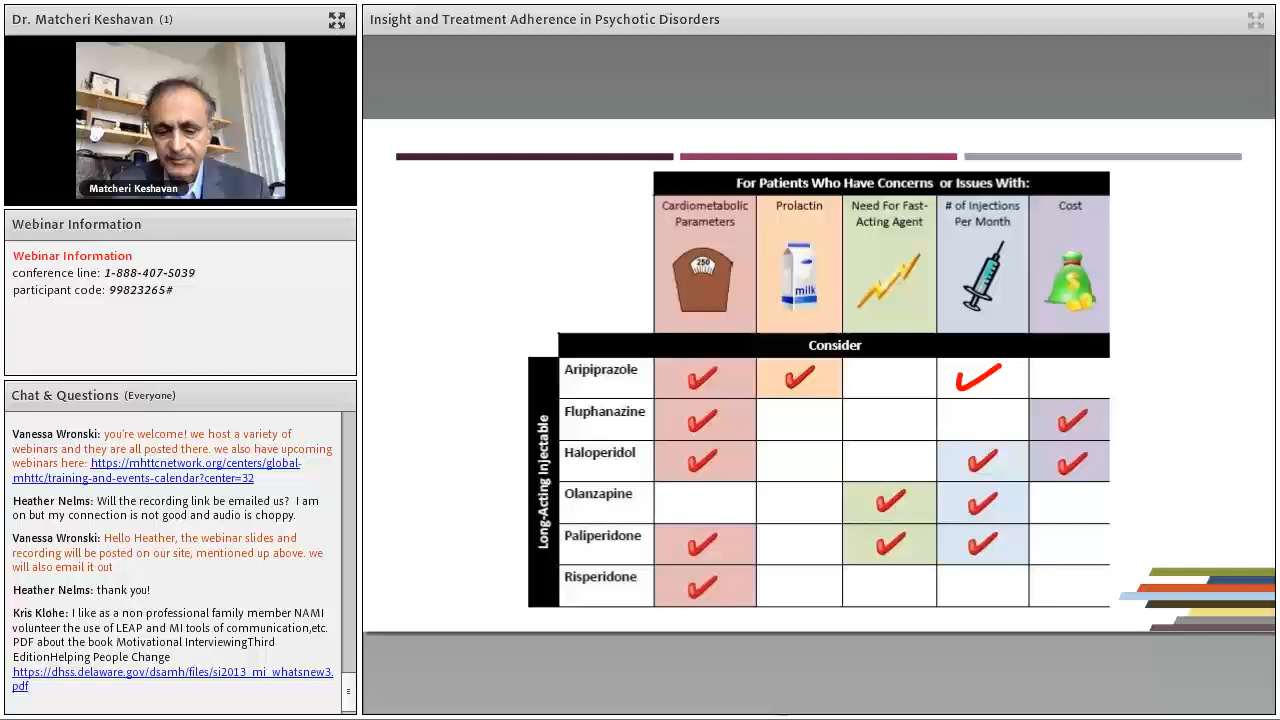 Dr. Matcheri Keshavan (1)
Matcheri Keshavan
Webinar Information
Webinar Information
conference line: 1-888-407-5039
participant code: 99823265#
Chat & Questions (Everyone)
Vanessa Wronski: you're welcome! we host a variety of
webinars and they are all posted there. we also have upcoming
webinars here: https://mhttcnetwork.org/centers/global-
mhttc/training-and-events-calendar?center=32
Heather Nelms: Will the recording link be emailed us? I am
on but my connection is not good and audio is choppy.
Vanessa Wronski: Hello Heather, the webinar slides and
recording will be posted on our site, mentioned up above. we
will also email it out
Heather Nelms: thank you!
Kris Klohe: I like as a non professional family member NAMI
volunteer the use of LEAP and MI tools of communication,etc.
PDF about the book Motivational InterviewingThird
EditionHelping People Change
https://dhss.delaware.gov/dsamh/files/si2013_mi_whatsnew3.
pdf
Insight and Treatment Adherence in Psychotic Disorders
For Patients Who Have Concerns or Issues With:
Cardiometabolic
Parameters
Prolactin
Need For Fast-
Acting Agent
# of Injections
Per Month
Cost
250
milk
$
Consider
Long-Acting Injectable
Aripiprazole
Fluphanazine
Haloperidol
Olanzapine
Paliperidone
Risperidone